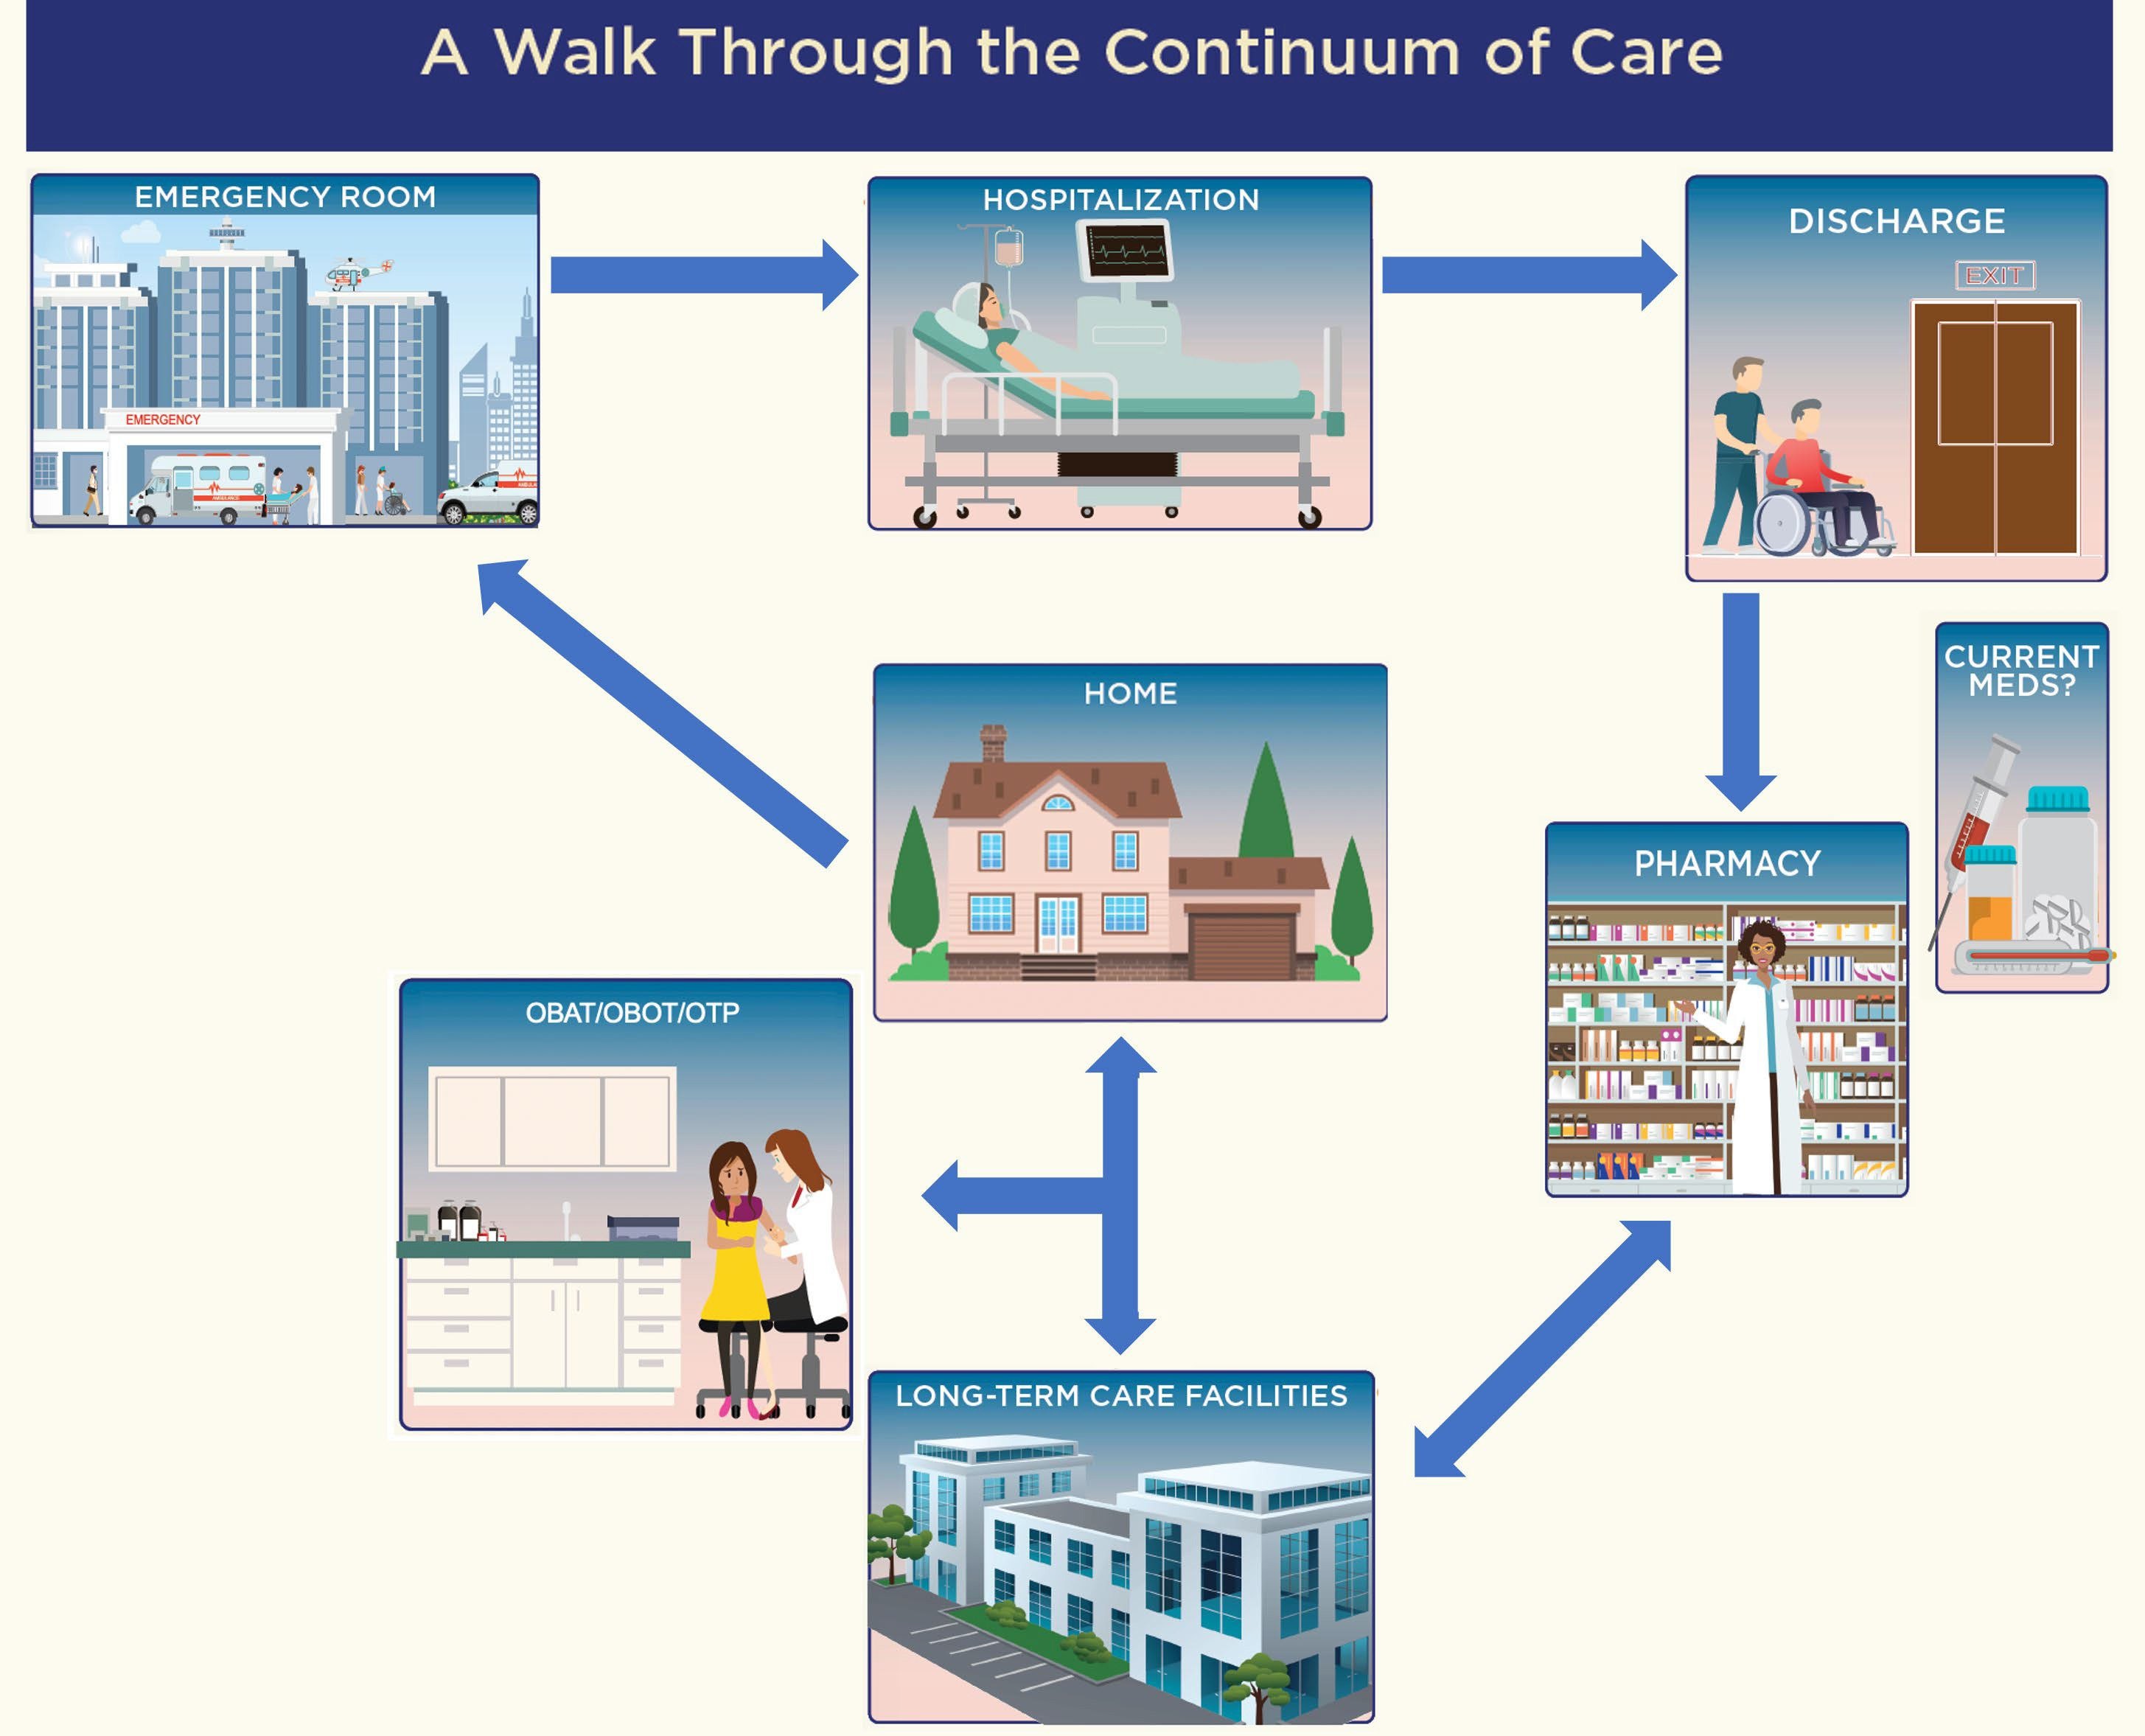 A Walk Through the Continuum of Care
EMERGENCY ROOM
EMERGENCY
AMBULANCE
HOSPITALIZATION
DISCHARGE
EXIT
CURRENT
MEDS?
HOME
PHARMACY
OBAT/OBOT/OTP
LONG-TERM CARE FACILITIES